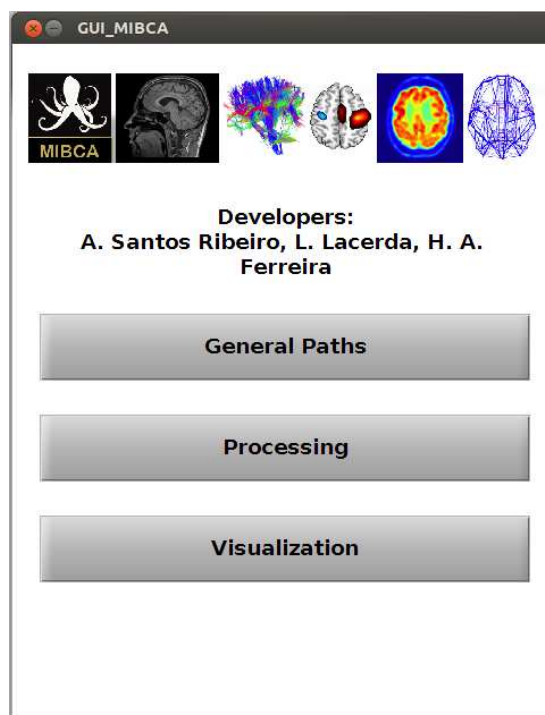 GUI_MIBCA
MIBCA
Developers:
A. Santos Ribeiro, L. Lacerda, H. A.
Ferreira
General Paths
Processing
Visualization